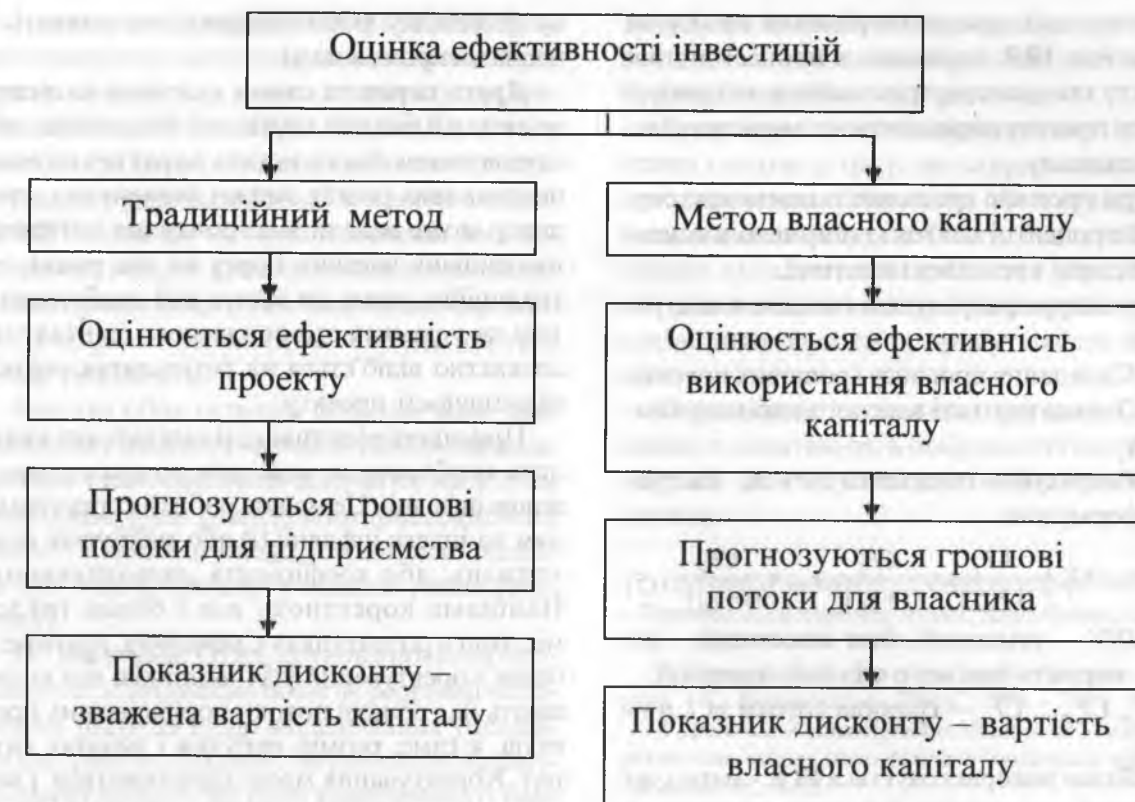 Оцінка ефективності інвестицій
Традиційний метод
Оцінюється ефективність
проекту
Прогнозуються грошові
потоки для підприємства
Показник дисконту –
зважена вартість капіталу
Метод власного капіталу
Оцінюється ефективність
використання власного
капіталу
Прогнозуються грошові
потоки для власника
Показник дисконту – вартість
власного капіталу